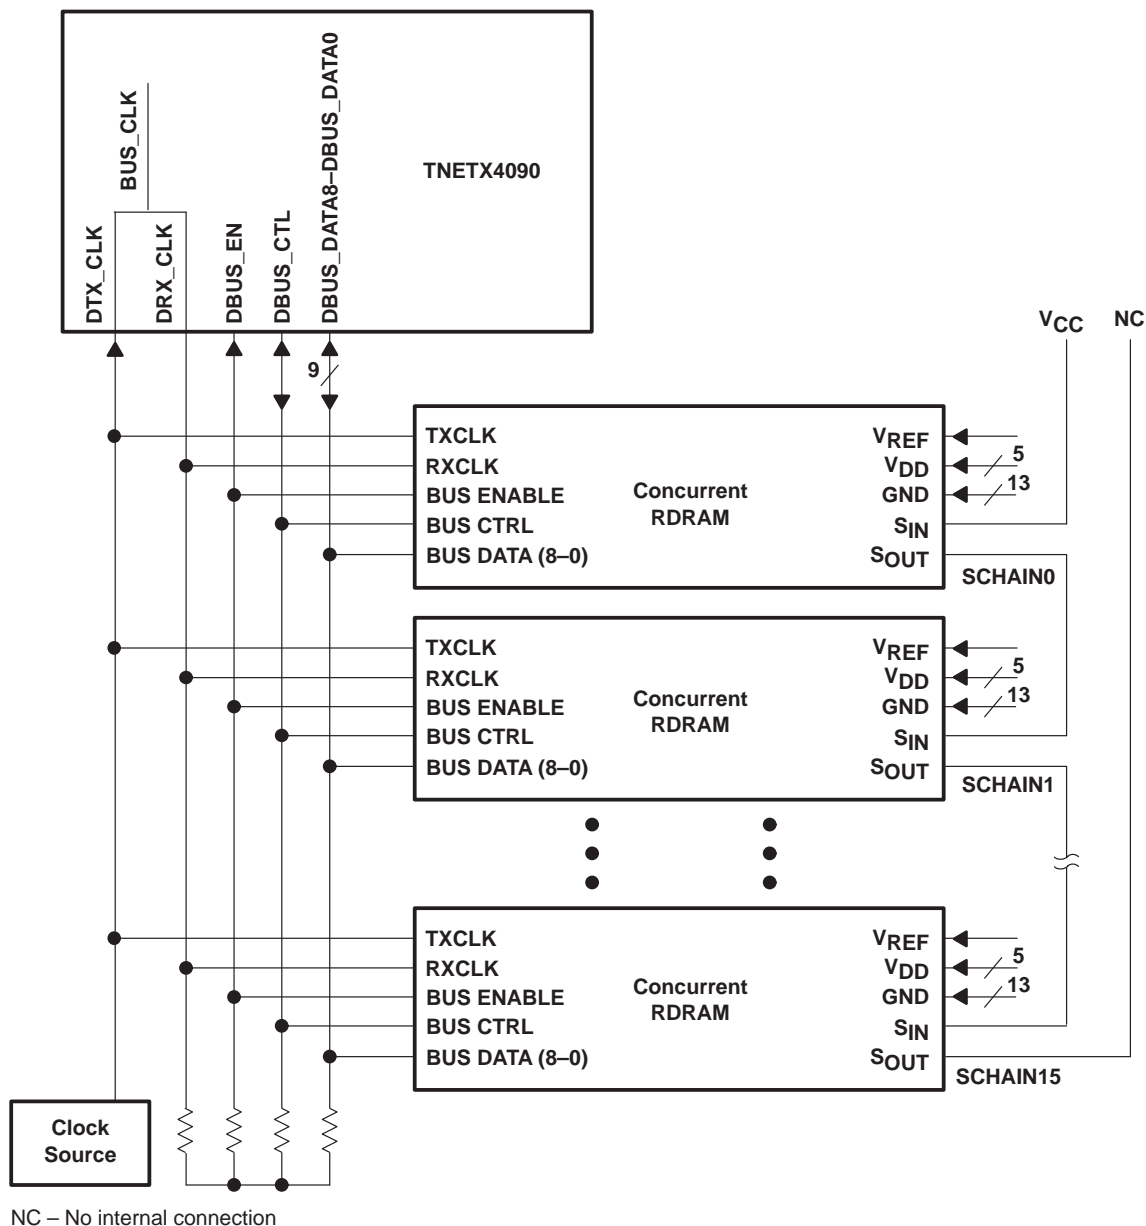 TNETX4090
BUS_CLK
DTX_CLK
DRX_CLK
DBUS_EN
DBUS_CTL
DBUS_DATA8–DBUS_DATA0
9
VCC
NC
TXCLK
RXCLK
BUS ENABLE
BUS CTRL
BUS DATA (8–0)
Concurrent
RDRAM
VREF
VDD
GND
SIN
SOUT
5
13
SCHAIN0
TXCLK
RXCLK
BUS ENABLE
BUS CTRL
BUS DATA (8–0)
Concurrent
RDRAM
VREF
VDD
GND
SIN
SOUT
5
13
SCHAIN1
TXCLK
RXCLK
BUS ENABLE
BUS CTRL
BUS DATA (8–0)
Concurrent
RDRAM
VREF
VDD
GND
SIN
SOUT
5
13
SCHAIN15
Clock
Source
NC – No internal connection